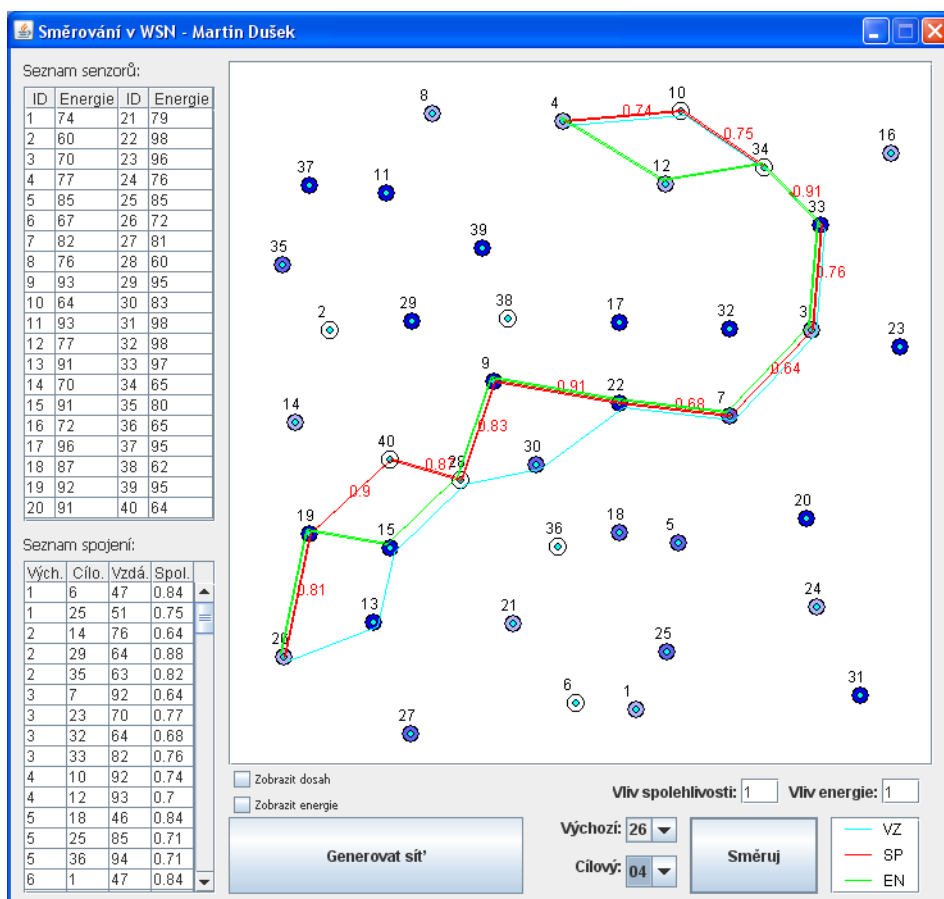 Směrování v WSN - Martin Dušek
Seznam senzorů:
ID Energie ID Energie
1 74 21 79
2 60 22 98
3 70 23 96
4 77 24 76
5 85 25 85
6 67 26 72
7 82 27 81
8 76 28 60
9 93 29 95
10 64 30 83
11 93 31 98
12 77 32 98
13 91 33 97
14 70 34 65
15 91 35 80
16 72 36 65
17 96 37 95
18 87 38 62
19 92 39 95
20 91 40 64
Seznam spojení:
Vých. Cílo. Vzdá. Spol.
1 6 47 0.84
1 25 51 0.75
2 14 76 0.64
2 29 64 0.88
2 35 63 0.82
3 7 92 0.64
3 23 70 0.77
3 32 64 0.68
3 33 82 0.76
4 10 92 0.74
4 12 93 0.7
5 18 46 0.84
5 25 85 0.71
5 36 94 0.71
6 1 47 0.84
8
4
10
0.74
0.75
34
16
37
11
12
0.91
33
35
39
0.76
2
29
38
17
32
3
23
9
0.91
22
7
0.64
0.68
14
0.83
40
0.87
28
30
0.9
19
15
36
18
5
20
0.81
13
21
24
26
25
6
1
31
27
Zobrazit dosah
Zobrazit energie
Vliv spolehlivosti: 1 Vliv energie: 1
Generovat síť
Výchozí: 26
Cílový: 04
Směruj
VZ
SP
EN